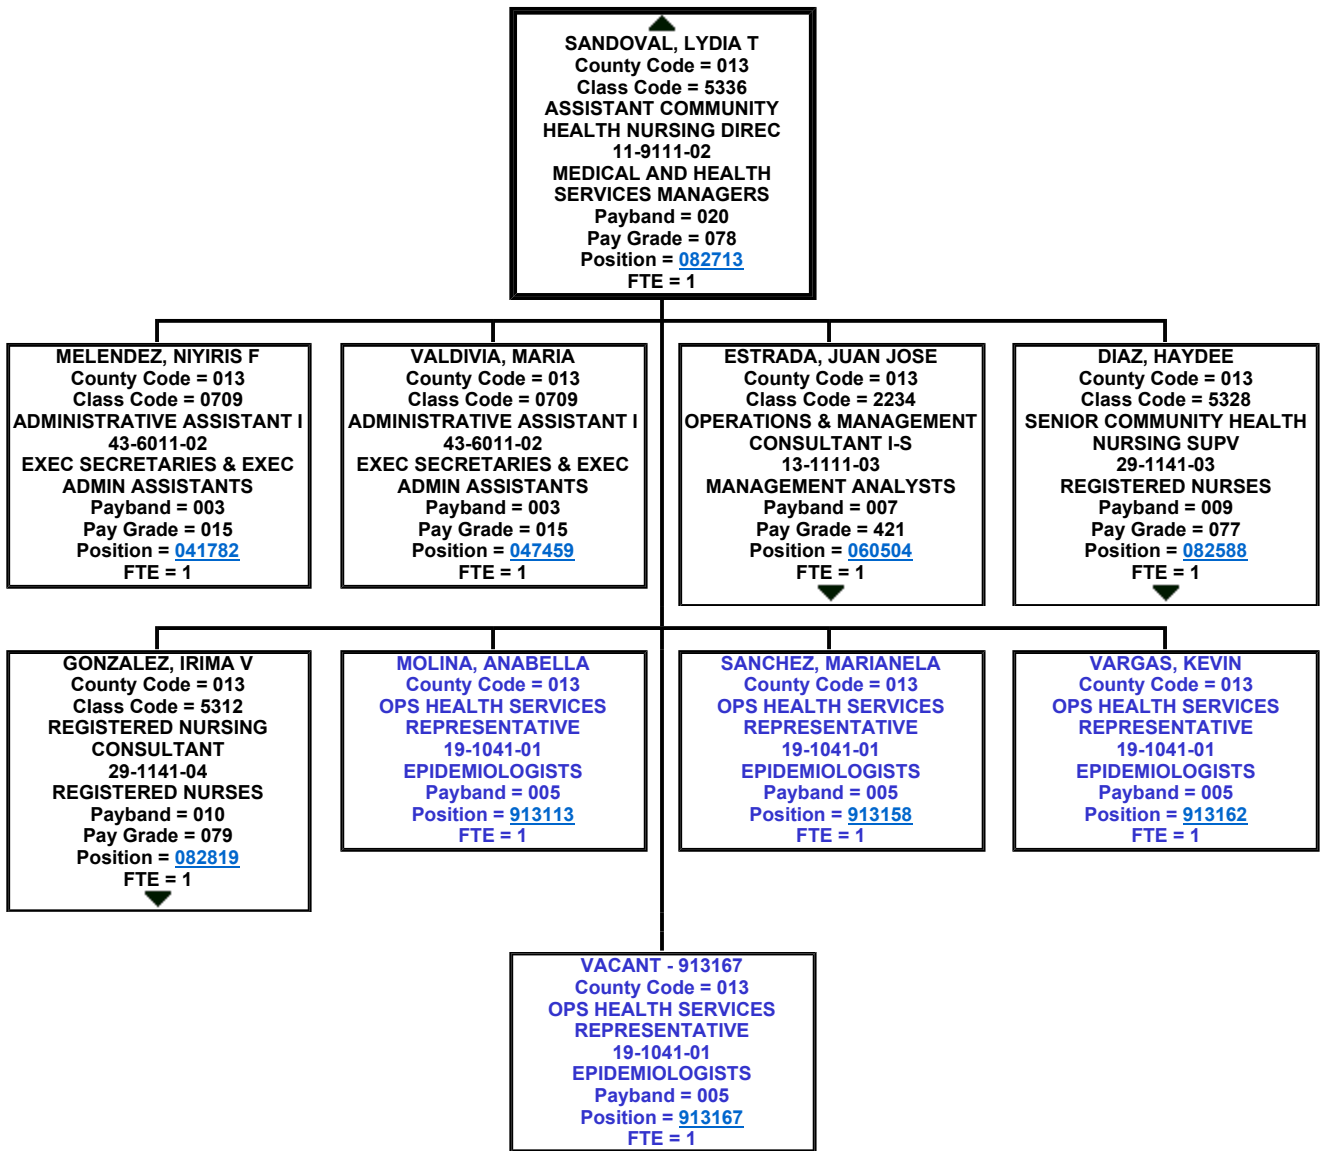 SANDOVAL, LYDIA T
County Code = 013
Class Code = 5336
ASSISTANT COMMUNITY
HEALTH NURSING DIREC
11-9111-02
MEDICAL AND HEALTH
SERVICES MANAGERS
Payband = 020
Pay Grade = 078
Position = 082713
FTE = 1
MELENDEZ, NIYIRIS F
County Code = 013
Class Code = 0709
ADMINISTRATIVE ASSISTANT I
43-6011-02
EXEC SECRETARIES & EXEC
ADMIN ASSISTANTS
Payband = 003
Pay Grade = 015
Position = 041782
FTE = 1
VALDIVIA, MARIA
County Code = 013
Class Code = 0709
ADMINISTRATIVE ASSISTANT I
43-6011-02
EXEC SECRETARIES & EXEC
ADMIN ASSISTANTS
Payband = 003
Pay Grade = 015
Position = 047459
FTE = 1
ESTRADA, JUAN JOSE
County Code = 013
Class Code = 2234
OPERATIONS & MANAGEMENT
CONSULTANT I-S
13-1111-03
MANAGEMENT ANALYSTS
Payband = 007
Pay Grade = 421
Position = 060504
FTE = 1
DIAZ, HAYDEE
County Code = 013
Class Code = 5328
SENIOR COMMUNITY HEALTH
NURSING SUPV
29-1141-03
REGISTERED NURSES
Payband = 009
Pay Grade = 077
Position = 082588
FTE = 1
GONZALEZ, IRIMA V
County Code = 013
Class Code = 5312
REGISTERED NURSING
CONSULTANT
29-1141-04
REGISTERED NURSES
Payband = 010
Pay Grade = 079
Position = 082819
FTE = 1
MOLINA, ANABELLA
County Code = 013
OPS HEALTH SERVICES
REPRESENTATIVE
19-1041-01
EPIDEMIOLOGISTS
Payband = 005
Position = 913113
FTE = 1
SANCHEZ, MARIANELA
County Code = 013
OPS HEALTH SERVICES
REPRESENTATIVE
19-1041-01
EPIDEMIOLOGISTS
Payband = 005
Position = 913158
FTE = 1
VARGAS, KEVIN
County Code = 013
OPS HEALTH SERVICES
REPRESENTATIVE
19-1041-01
EPIDEMIOLOGISTS
Payband = 005
Position = 913162
FTE = 1
VACANT - 913167
County Code = 013
OPS HEALTH SERVICES
REPRESENTATIVE
19-1041-01
EPIDEMIOLOGISTS
Payband = 005
Position = 913167
FTE = 1